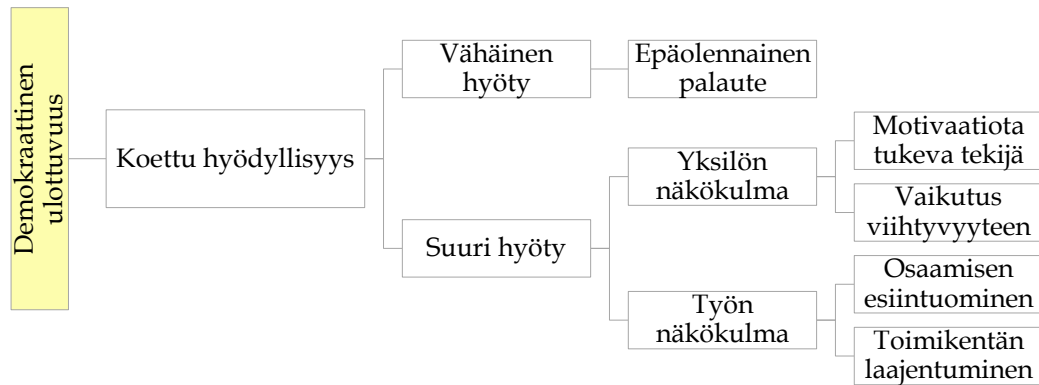 Demokraattinen
ulottuvuus
Koettu hyödyllisyys
Vähäinen
hyöty
Epäolennainen
palaute
Suuri hyöty
Yksilön
näkökulma
Motivaatiota
tukeva tekijä
Vaikutus
viihtyvyyteen
Työn
näkökulma
Osaamisen
esiintuominen
Toimikentän
laajentuminen